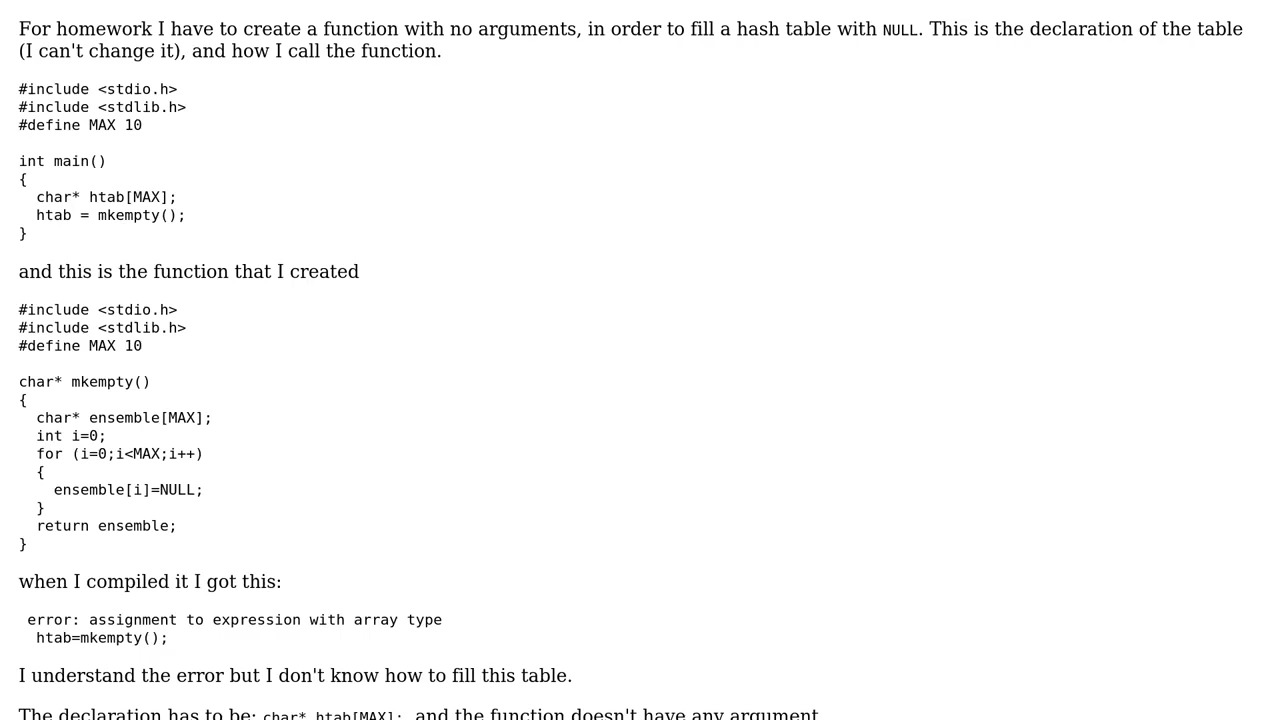 For homework I have to create a function with no arguments, in order to fill a hash table with NULL. This is the declaration of the table
(I can't change it), and how I call the function.
#include <stdio.h>
#include <stdlib.h>
#define MAX 10
int main()
{
  char* htab[MAX];
  htab = mkempty();
}
and this is the function that I created
#include <stdio.h>
#include <stdlib.h>
#define MAX 10
char* mkempty()
{
  char* ensemble[MAX];
  int i=0;
  for (i=0;i<MAX;i++)
  {
    ensemble[i]=NULL;
  }
  return ensemble;
}
when I compiled it I got this:
 error: assignment to expression with array type
  htab=mkempty();
I understand the error but I don't know how to fill this table.
The declaration has to be: char* htab[MAX]; and the function doesn't have any argument